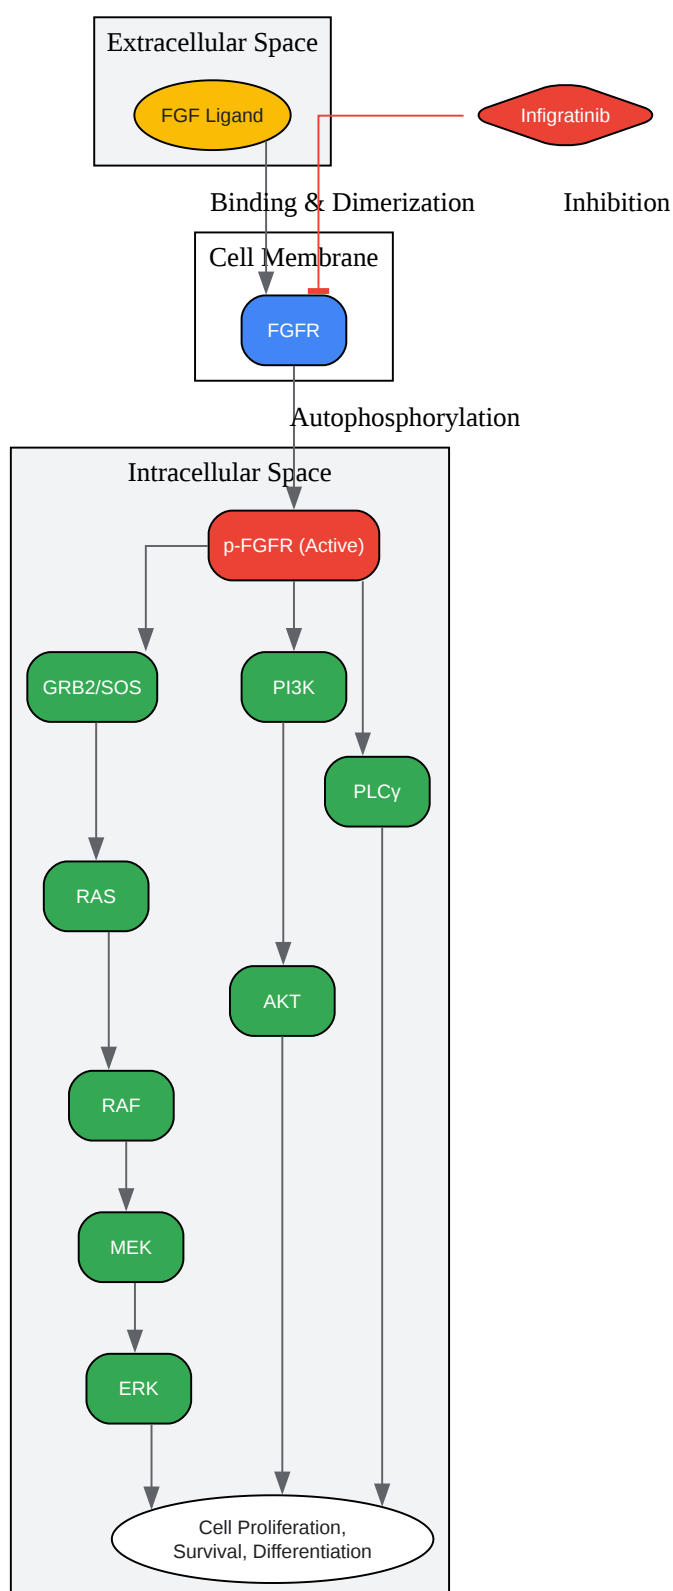 Extracellular Space
FGF Ligand
Infigratinib
Binding & Dimerization
Inhibition
Cell Membrane
FGFR
Autophosphorylation
Intracellular Space
p-FGFR (Active)
GRB2/SOS
PI3K
PLCγ
RAS
AKT
RAF
MEK
ERK
Cell Proliferation,
Survival, Differentiation